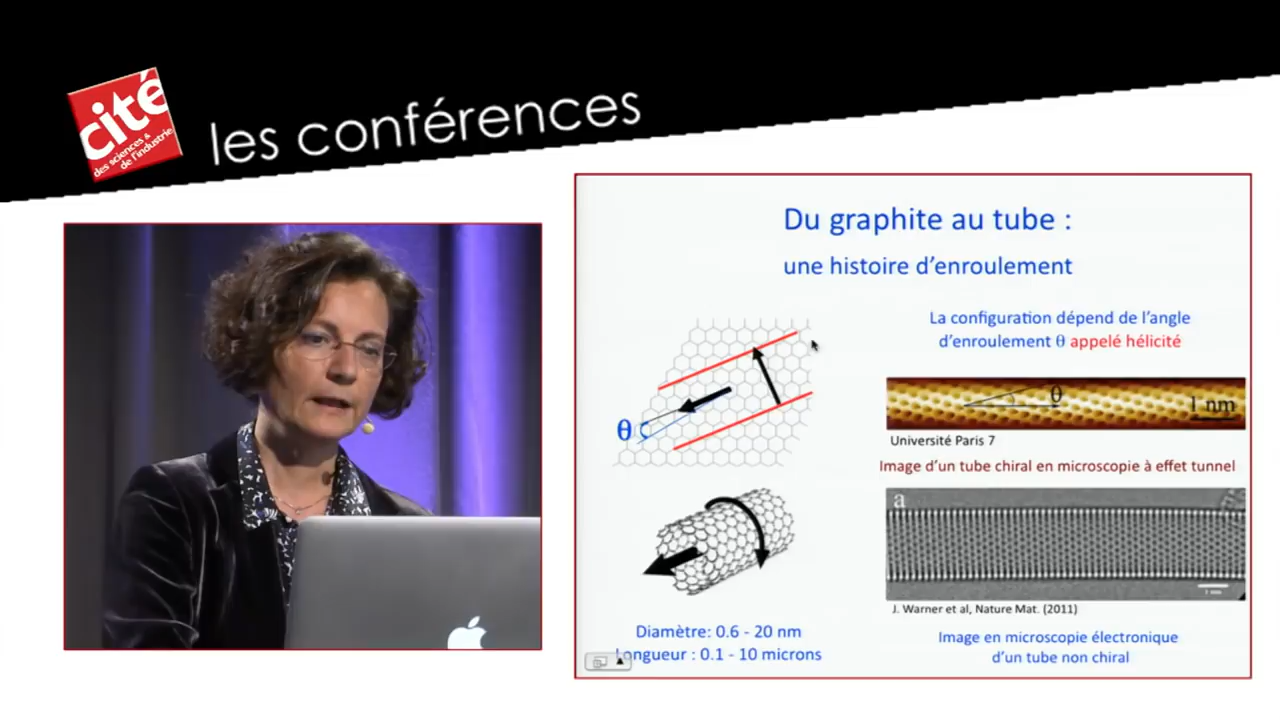 cité
des sciences &
de l'industrie
les conférences
Du graphite au tube :
une histoire d'enroulement
La configuration dépend de l'angle
d'enroulement θ appelé hélicité
θ
θ
1 nm
Université Paris 7
Image d'un tube chiral en microscopie à effet tunnel
a
1 nm
J. Warner et al, Nature Mat. (2011)
Diamètre: 0.6 - 20 nm
Longueur : 0.1 - 10 microns
Image en microscopie électronique
d'un tube non chiral